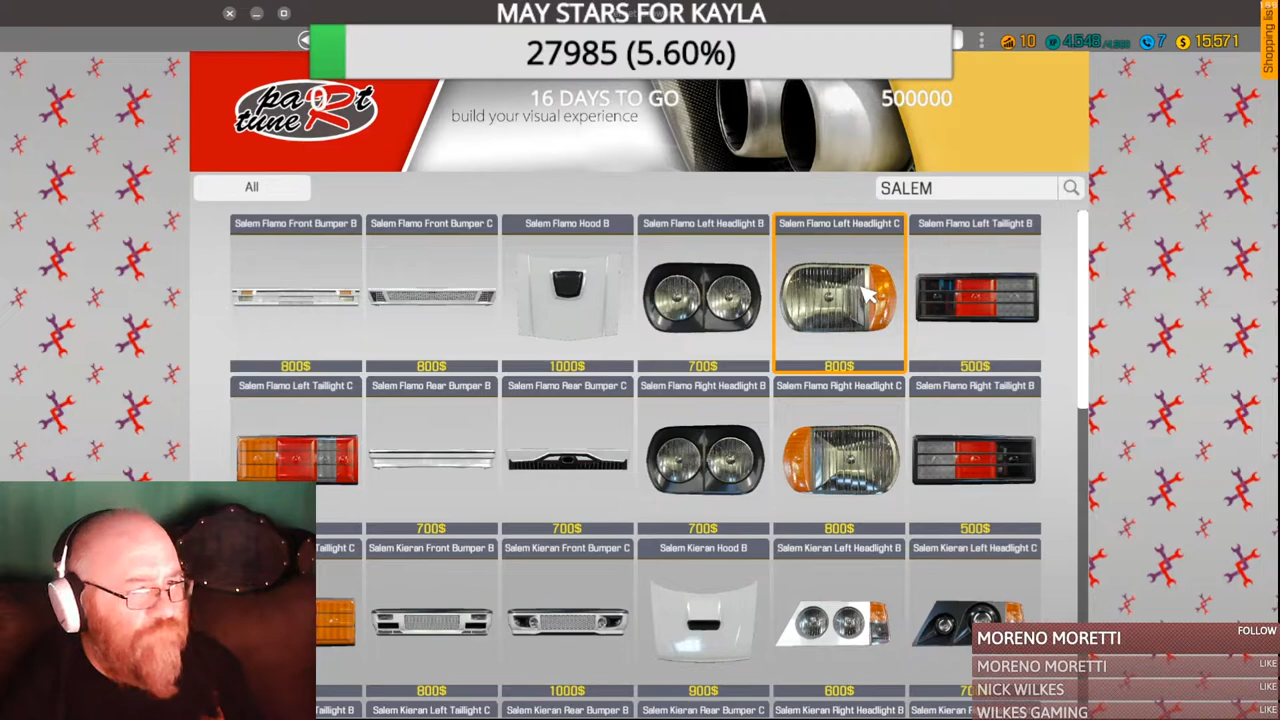 MAY STARS FOR KAYLA
27985 (5.60%)
0
16 DAYS TO GO
500000
10
7
15,571
Shopping list
paRt
tune
build your visual experience
All
SALEM
Salem Flamo Front Bumper B
Salem Flamo Front Bumper C
Salem Flamo Hood B
Salem Flamo Left Headlight B
Salem Flamo Left Headlight C
Salem Flamo Left Taillight B
800$
800$
1000$
700$
800$
500$
Salem Flamo Left Taillight C
Salem Flamo Rear Bumper B
Salem Flamo Rear Bumper C
Salem Flamo Right Headlight B
Salem Flamo Right Headlight C
Salem Flamo Right Taillight B
700$
700$
700$
800$
500$
Taillight C
Salem Kieran Front Bumper B
Salem Kieran Front Bumper C
Salem Kieran Hood B
Salem Kieran Left Headlight B
Salem Kieran Left Headlight C
800$
1000$
900$
600$
Taillight B
Salem Kieran Left Taillight C
Salem Kieran Rear Bumper B
Salem Kieran Rear Bumper C
Salem Kieran Right Headlight B
MORENO MORETTI
FOLLOW
MORENO MORETTI
LIKE
NICK WILKES
LIKE
WILKES GAMING
LIKE